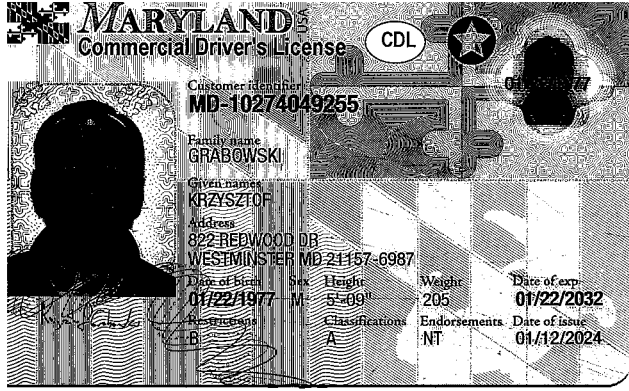 MARYLAND USA
Commercial Driver's License
CDL
Customer identifier
MD-10274049255
Family name
GRABOWSKI
Given names
KRZYSZTOF
Address
822 REDWOOD DR
WESTMINSTER MD 21157-6987
Date of birth Sex Height Weight Date of exp
01/22/1977 M 5'-09" 205 01/22/2032
Restrictions Classifications Endorsements Date of issue
B A NT 01/12/2024